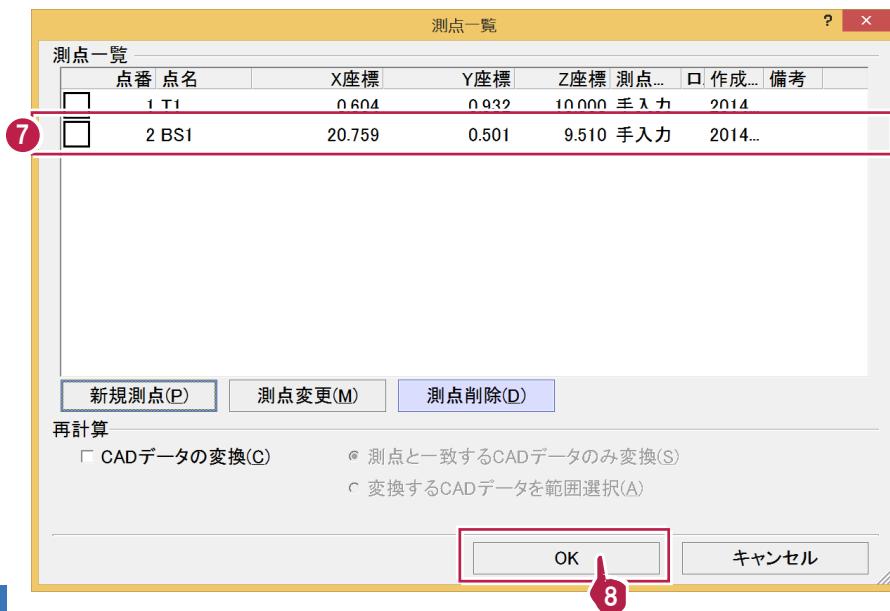 測点一覧
? ×
測点一覧
点番 点名 X座標 Y座標 Z座標 測点... ロ. 作成... 備考
1 T1 0.604 0.932 10.000 手入力 2014
7
2 BS1 20.759 0.501 9.510 手入力 2014...
新規測点(P) 測点変更(M) 測点削除(D)
再計算
CADデータの変換(C) 測点と一致するCADデータのみ変換(S)
変換するCADデータを範囲選択(A)
OK キャンセル
8